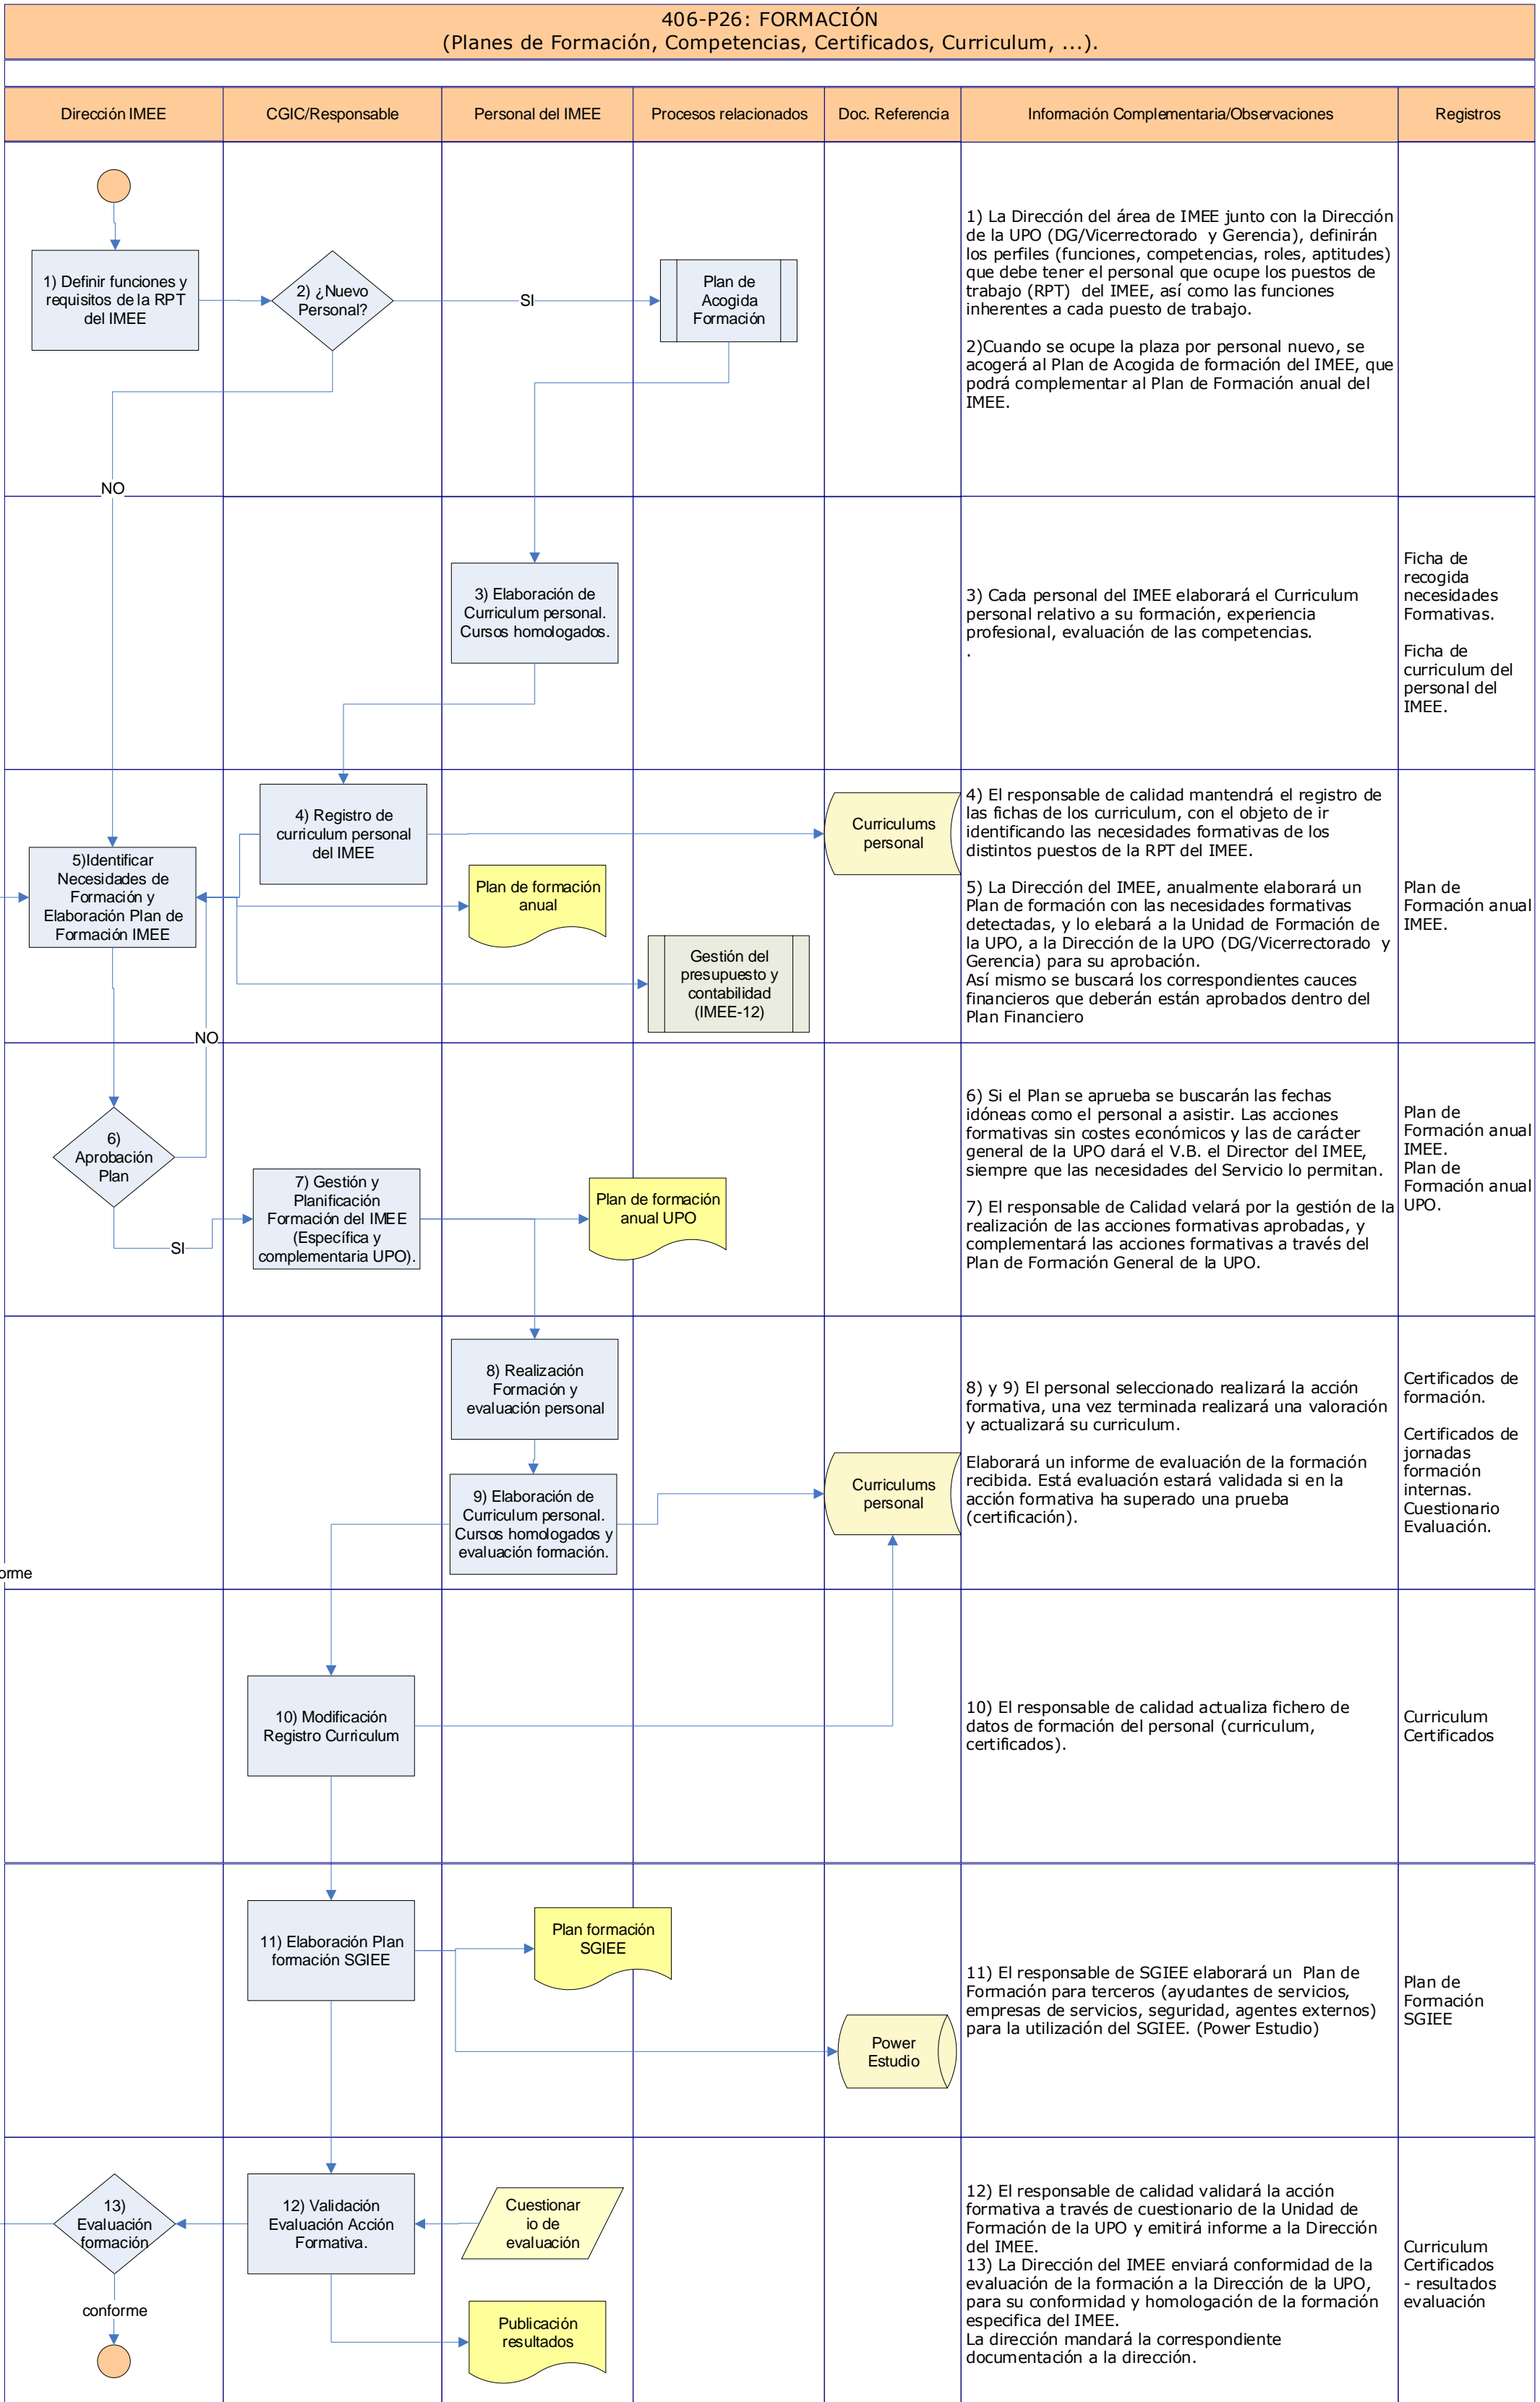 406-P26: FORMACIÓN
(Planes de Formación, Competencias, Certificados, Curriculum, ...).
Dirección IMEE
CGIC/Responsable
Personal del IMEE
Procesos relacionados
Doc. Referencia
Información Complementaria/Observaciones
Registros
1) Definir funciones y
requisitos de la RPT
del IMEE
2) ¿Nuevo
Personal?
SI
Plan de
Acogida
Formación
NO
1) La Dirección del área de IMEE junto con la Dirección
de la UPO (DG/Vicerrectorado  y Gerencia), definirán
los perfiles (funciones, competencias, roles, aptitudes)
que debe tener el personal que ocupe los puestos de
trabajo (RPT)  del IMEE, así como las funciones
inherentes a cada puesto de trabajo.
2)Cuando se ocupe la plaza por personal nuevo, se
acogerá al Plan de Acogida de formación del IMEE, que
podrá complementar al Plan de Formación anual del
IMEE.
3) Elaboración de
Curriculum personal.
Cursos homologados.
3) Cada personal del IMEE elaborará el Curriculum
personal relativo a su formación, experiencia
profesional, evaluación de las competencias.
.
Ficha de
recogida
necesidades
Formativas.
Ficha de
curriculum del
personal del
IMEE.
4) Registro de
curriculum personal
del IMEE
Curriculums
personal
5)Identificar
Necesidades de
Formación y
Elaboración Plan de
Formación IMEE
Plan de formación
anual
Gestión del
presupuesto y
contabilidad
(IMEE-12)
NO
4) El responsable de calidad mantendrá el registro de
las fichas de los curriculum, con el objeto de ir
identificando las necesidades formativas de los
distintos puestos de la RPT del IMEE.
5) La Dirección del IMEE, anualmente elaborará un
Plan de formación con las necesidades formativas
detectadas, y lo elebará a la Unidad de Formación de
la UPO, a la Dirección de la UPO (DG/Vicerrectorado  y
Gerencia) para su aprobación.
Así mismo se buscará los correspondientes cauces
financieros que deberán están aprobados dentro del
Plan Financiero
Plan de
Formación anual
IMEE.
6)
Aprobación
Plan
SI
7) Gestión y
Planificación
Formación del IMEE
(Específica y
complementaria UPO).
Plan de formación
anual UPO
6) Si el Plan se aprueba se buscarán las fechas
idóneas como el personal a asistir. Las acciones
formativas sin costes económicos y las de carácter
general de la UPO dará el V.B. el Director del IMEE,
siempre que las necesidades del Servicio lo permitan.
7) El responsable de Calidad velará por la gestión de la
realización de las acciones formativas aprobadas, y
complementará las acciones formativas a través del
Plan de Formación General de la UPO.
Plan de
Formación anual
IMEE.
Plan de
Formación anual
UPO.
8) Realización
Formación y
evaluación personal
9) Elaboración de
Curriculum personal.
Cursos homologados y
evaluación formación.
Curriculums
personal
8) y 9) El personal seleccionado realizará la acción
formativa, una vez terminada realizará una valoración
y actualizará su curriculum.
Elaborará un informe de evaluación de la formación
recibida. Está evaluación estará validada si en la
acción formativa ha superado una prueba
(certificación).
Certificados de
formación.
Certificados de
jornadas
formación
internas.
Cuestionario
Evaluación.
orme
10) Modificación
Registro Curriculum
10) El responsable de calidad actualiza fichero de
datos de formación del personal (curriculum,
certificados).
Curriculum
Certificados
11) Elaboración Plan
formación SGIEE
Plan formación
SGIEE
Power
Estudio
11) El responsable de SGIEE elaborará un  Plan de
Formación para terceros (ayudantes de servicios,
empresas de servicios, seguridad, agentes externos)
para la utilización del SGIEE. (Power Estudio)
Plan de
Formación
SGIEE
13)
Evaluación
formación
conforme
12) Validación
Evaluación Acción
Formativa.
Cuestionar
io de
evaluación
Publicación
resultados
12) El responsable de calidad validará la acción
formativa a través de cuestionario de la Unidad de
Formación de la UPO y emitirá informe a la Dirección
del IMEE.
13) La Dirección del IMEE enviará conformidad de la
evaluación de la formación a la Dirección de la UPO,
para su conformidad y homologación de la formación
especifica del IMEE.
La dirección mandará la correspondiente
documentación a la dirección.
Curriculum
Certificados
- resultados
evaluación